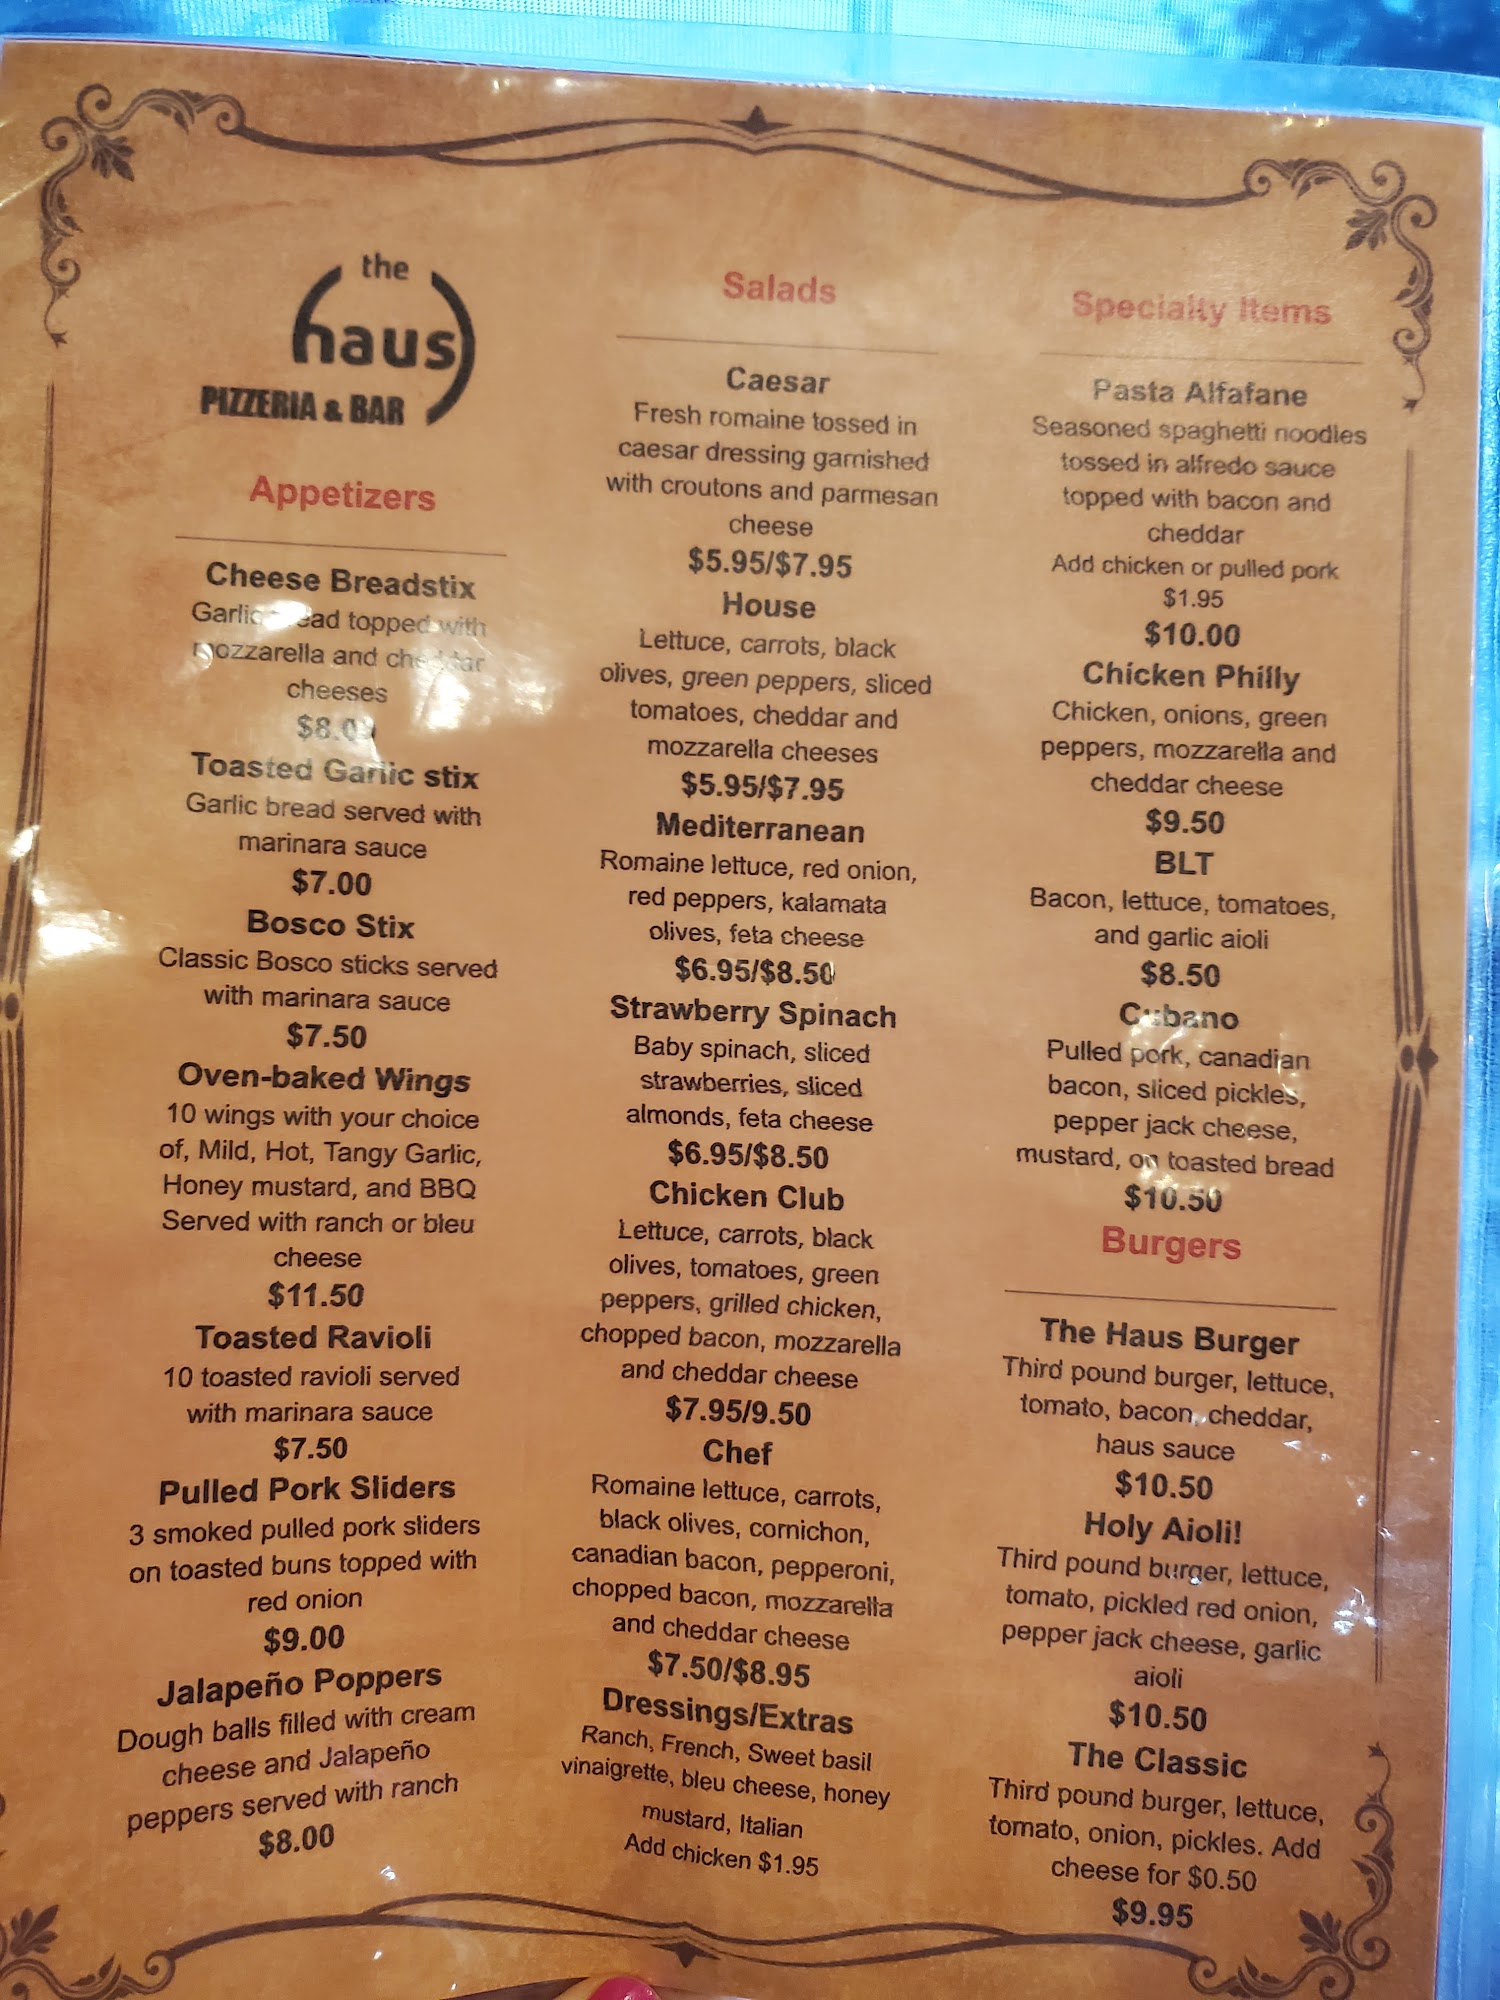 the
haus
PIZZERIA & BAR
Appetizers
Cheese Breadstix
topped with
mozzarella and
cheeses
Toasted Garlic stix
Garlic bread served with
marinara sauce
$7.00
Bosco Stix
Classic Bosco sticks served
with marinara sauce
$7.50
Oven-baked Wings
10 wings with your choice
of, Mild, Hot, Tangy Garlic,
Honey mustard, and BBQ
Served with ranch or bleu
cheese
$11.50
Toasted Ravioli
10 toasted ravioli served
with marinara sauce
$7.50
Pulled Pork Sliders
3 smoked pulled pork sliders
on toasted buns topped with
red onion
$9.00
Jalapeño Poppers
Dough balls filled with cream
cheese and Jalapeño
peppers served with ranch
$8.00
Salads
Caesar
Fresh romaine tossed in
caesar dressing garnished
with croutons and parmesan
cheese
$5.95/$7.95
House
Lettuce, carrots, black
olives, green peppers, sliced
tomatoes, cheddar and
mozzarella cheeses
$5.95/$7.95
Mediterranean
Romaine lettuce, red onion,
red peppers, kalamata
olives, feta cheese
$6.95/$8.50
Strawberry Spinach
Baby spinach, sliced
strawberries, sliced
almonds, feta cheese
$6.95/$8.50
Chicken Club
Lettuce, carrots, black
olives, tomatoes, green
peppers, grilled chicken,
chopped bacon, mozzarella
and cheddar cheese
$7.95/9.50
Chef
Romaine lettuce, carrots,
black olives, cornichon,
canadian bacon, pepperoni,
chopped bacon, mozzarella
and cheddar cheese
$7.50/$8.95
Dressings/Extras
Ranch, French, Sweet basil
vinaigrette, bleu cheese, honey
mustard, Italian
Add chicken $1.95
Specialty Items
Pasta Alfafane
Seasoned spaghetti noodles
tossed in alfredo sauce
topped with bacon and
cheddar
Add chicken or pulled pork
$1.95
$10.00
Chicken Philly
Chicken, onions, green
peppers, mozzarella and
cheddar cheese
$9.50
BLT
Bacon, lettuce, tomatoes,
and garlic aioli
$8.50
Cubano
Pulled pork, canadian
bacon, sliced pickles,
pepper jack cheese,
mustard, on toasted bread
$10.50
Burgers
The Haus Burger
Third pound burger, lettuce,
tomato, bacon, cheddar,
haus sauce
$10.50
Holy Aioli!
Third pound burger, lettuce,
tomato, pickled red onion,
pepper jack cheese, garlic
aioli
$10.50
The Classic
Third pound burger, lettuce,
tomato, onion, pickles. Add
cheese for $0.50
$9.95